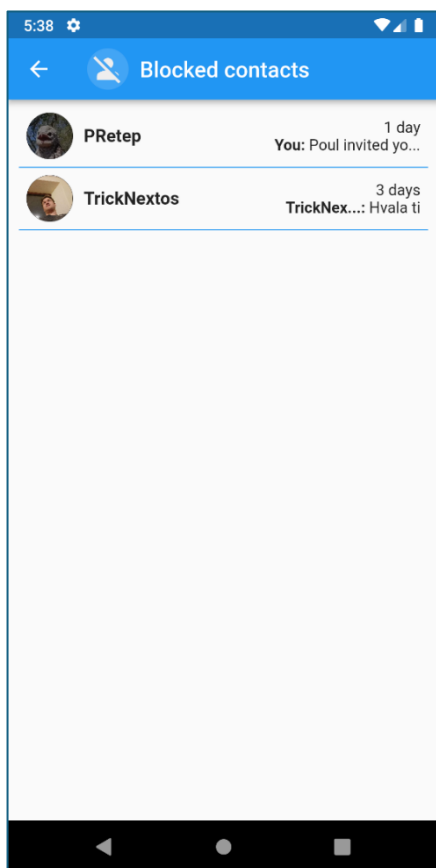 5:38
Blocked contacts
PRetep
1 day
You: Poul invited yo...
TrickNextos
3 days
TrickNex...: Hvala ti